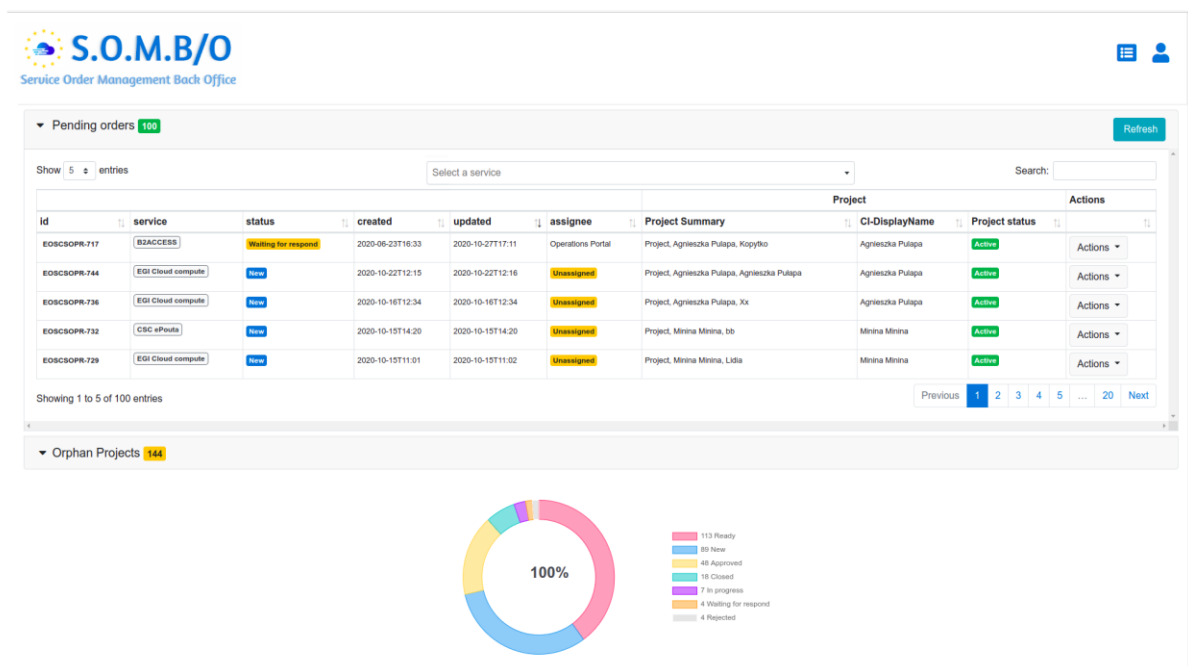 S.O.M.B/O
Service Order Management Back Office
Pending orders 100
Refresh
Show 5 entries
Select a service
Search:
Project Actions
id service status created updated assignee Project Summary CI-DisplayName Project status
EOSCSOPR-717 B2ACCESS Waiting for respond 2020-06-23T16:33 2020-10-27T17:11 Operations Portal Project, Agnieszka Pulapa, Kopytko Agnieszka Pulapa Active Actions
EOSCSOPR-744 EGI Cloud compute New 2020-10-22T12:15 2020-10-22T12:16 Unassigned Project, Agnieszka Pulapa, Agnieszka Pulapa Agnieszka Pulapa Active Actions
EOSCSOPR-736 EGI Cloud compute New 2020-10-16T12:34 2020-10-16T12:34 Unassigned Project, Agnieszka Pulapa, Xx Agnieszka Pulapa Active Actions
EOSCSOPR-732 CSC ePouta New 2020-10-15T14:20 2020-10-15T14:20 Unassigned Project, Minina Minina, bb Minina Minina Active Actions
EOSCSOPR-729 EGI Cloud compute New 2020-10-15T11:01 2020-10-15T11:02 Unassigned Project, Minina Minina, Lidia Minina Minina Active Actions
Showing 1 to 5 of 100 entries
Previous 1 2 3 4 5 ... 20 Next
Orphan Projects 144
100%
113 Ready
89 New
48 Approved
18 Closed
7 In progress
4 Waiting for respond
4 Rejected